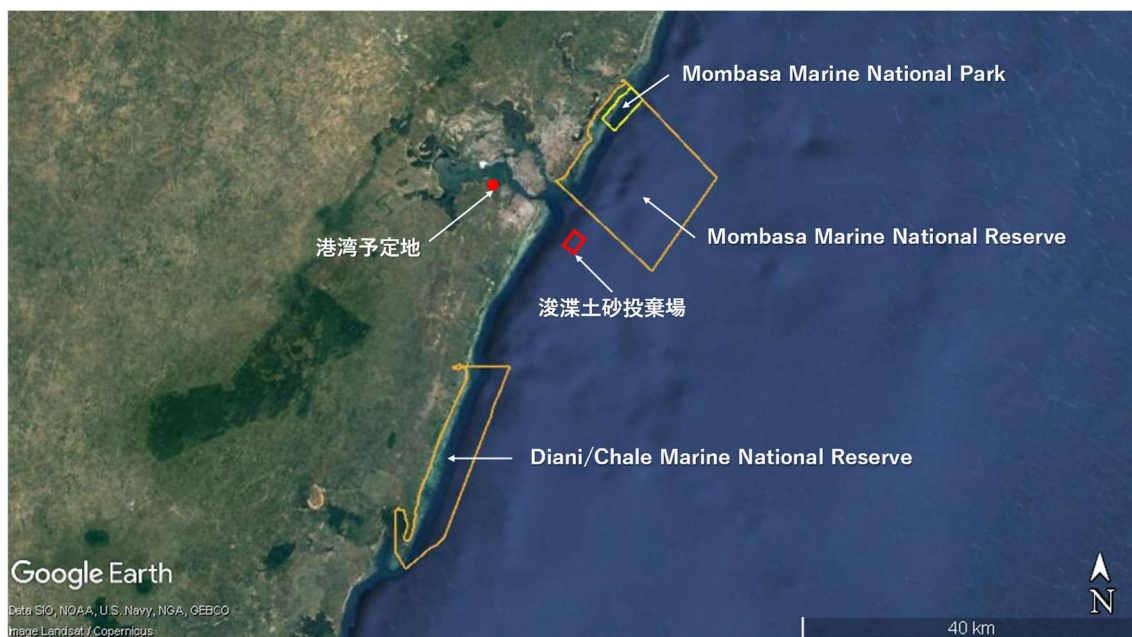 Mombasa Marine National Park
港湾予定地
Mombasa Marine National Reserve
浚渫土砂投棄場
Diani/Chale Marine National Reserve
Google Earth
Data SIO, NOAA, U.S. Navy, NGA, GEBCO
Image Landsat / Copernicus
N
40 km